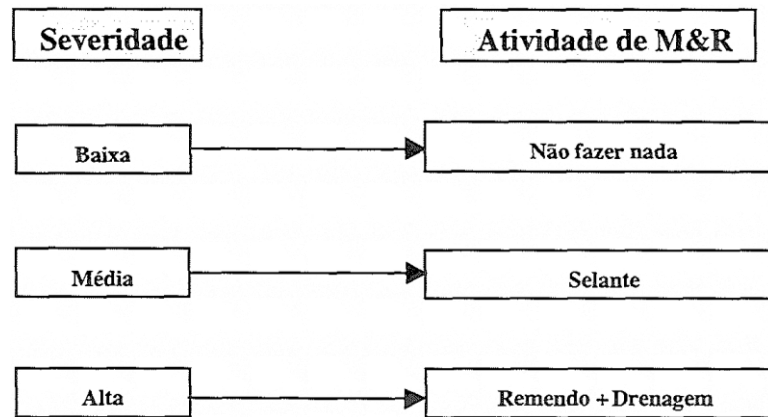 Severidade Atividade de M&R
Baixa Não fazer nada
Média Selante
Alta Remendo + Drenagem